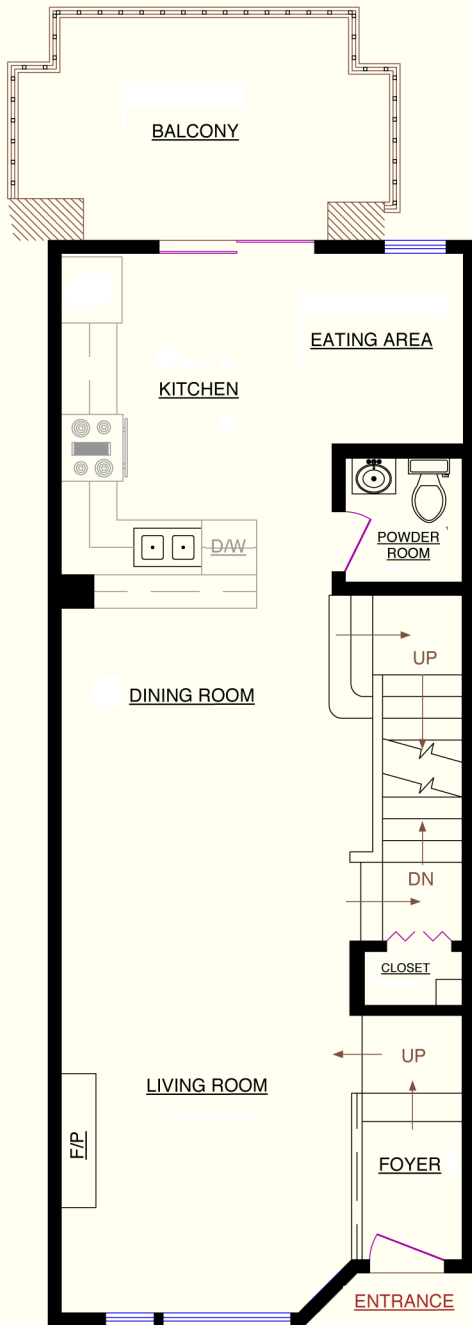 BALCONY
EATING AREA
KITCHEN
POWDER
ROOM
D/W
UP
DINING ROOM
DN
CLOSET
UP
LIVING ROOM
F/P
FOYER
ENTRANCE